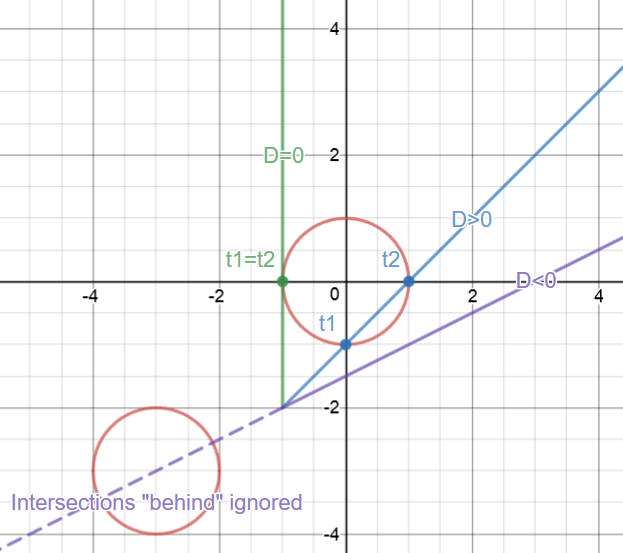 4
D=0
2
D>0
t1=t2
t2
D<0
-4
-2
0
2
4
t1
-2
Intersections "behind" ignored
-4